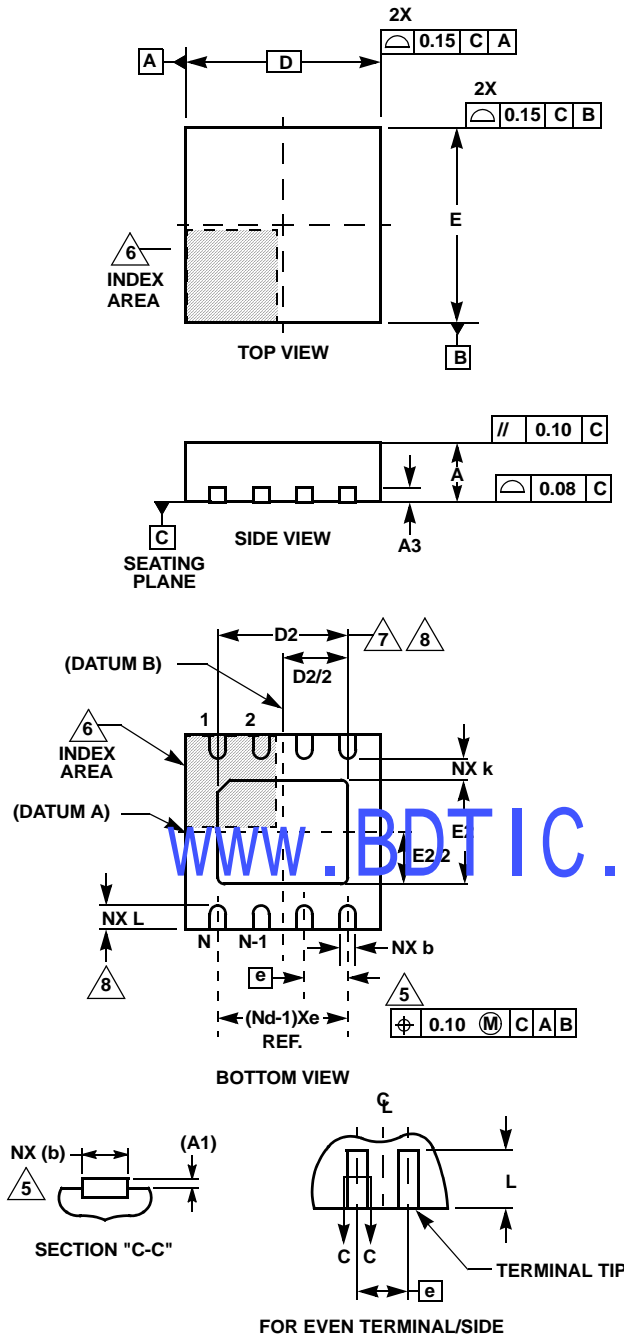 2X
0.15 C A
A
D
2X
0.15 C B
E
6
INDEX
AREA
TOP VIEW
B
// 0.10 C
A
0.08 C
C
SIDE VIEW
A3
SEATING
PLANE
D2
7 8
(DATUM B)
D2/2
6
INDEX
AREA
1 2
NX k
(DATUM A)
E2
www.BDTIC.
E2/2
NX L
N N-1
NX b
8
e
5
(Nd-1)Xe
REF.
⌖ 0.10 Ⓜ C A B
BOTTOM VIEW
NX (b)
(A1)
5
SECTION "C-C"
℄
L
C C
TERMINAL TIP
e
FOR EVEN TERMINAL/SIDE